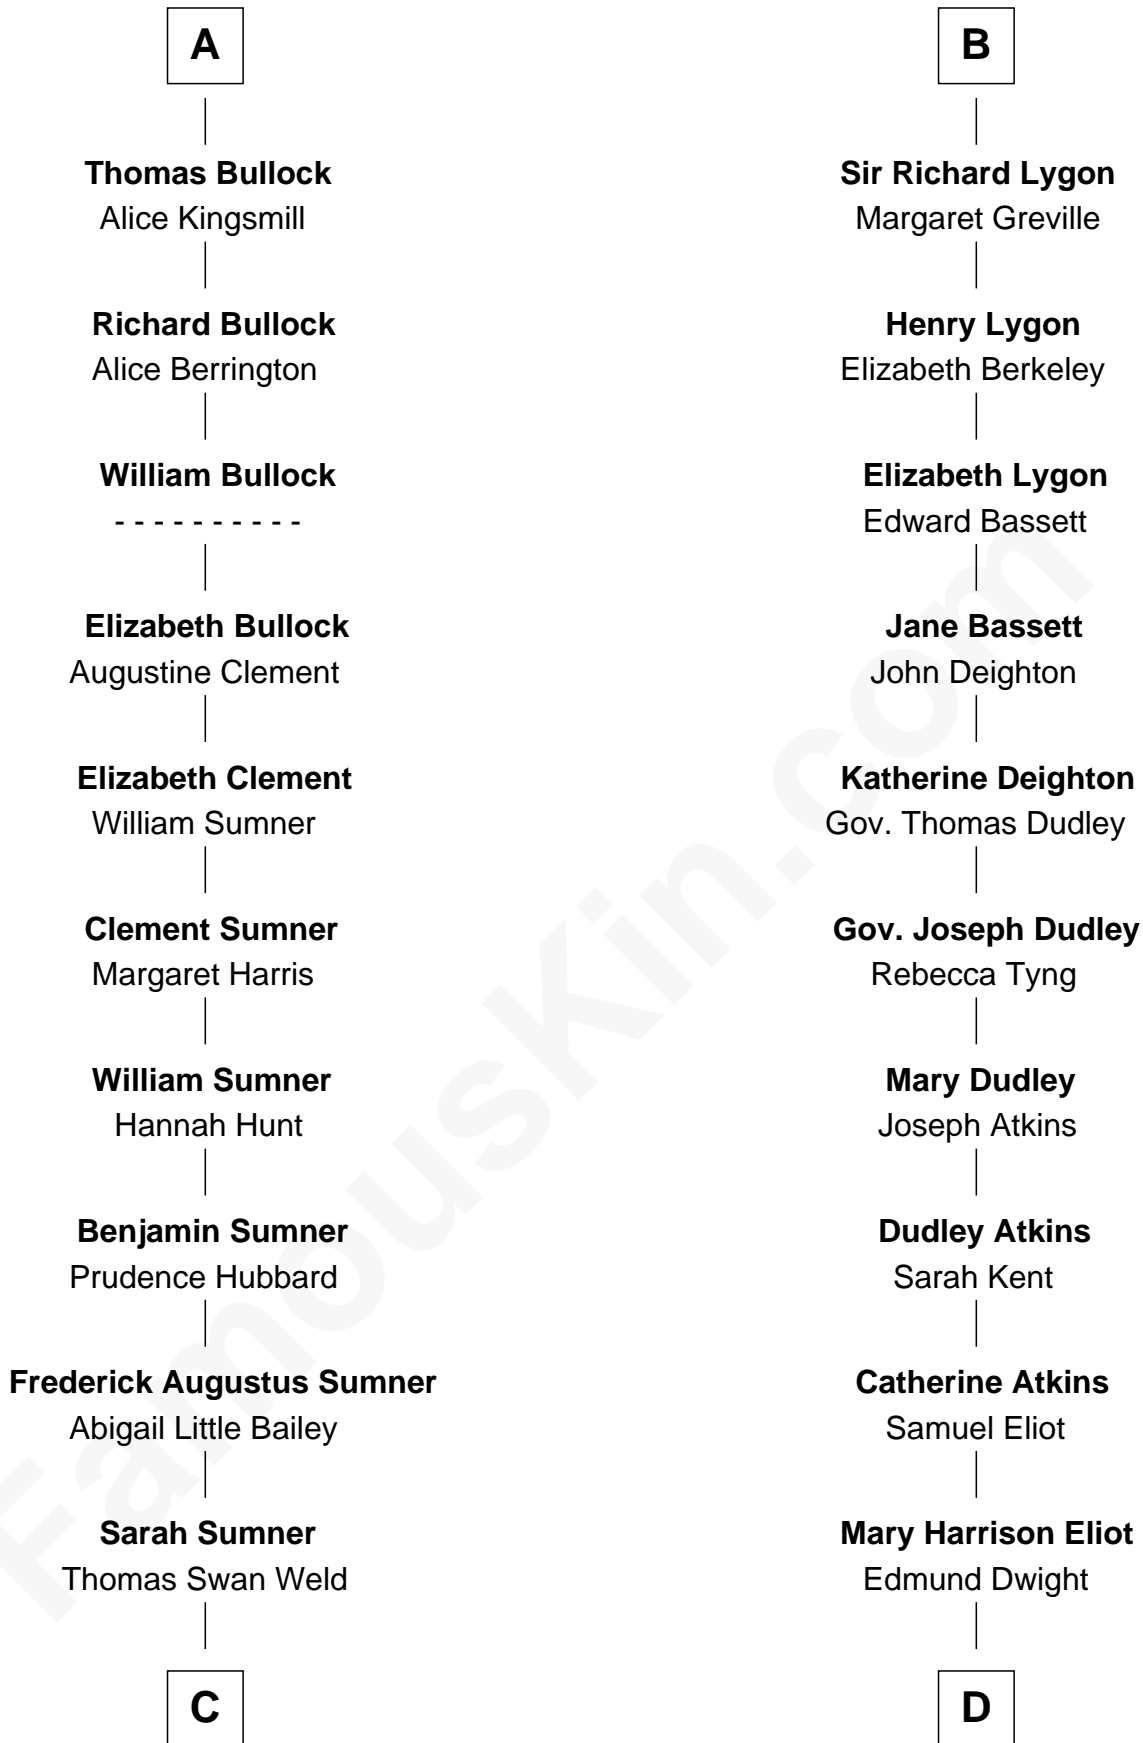 A
Thomas Bullock
Alice Kingsmill
Richard Bullock
Alice Berrington
William Bullock
- - - - - - - - - -
Elizabeth Bullock
Augustine Clement
Elizabeth Clement
William Sumner
Clement Sumner
Margaret Harris
William Sumner
Hannah Hunt
Benjamin Sumner
Prudence Hubbard
Frederick Augustus Sumner
Abigail Little Bailey
Sarah Sumner
Thomas Swan Weld
C
B
Sir Richard Lygon
Margaret Greville
Henry Lygon
Elizabeth Berkeley
Elizabeth Lygon
Edward Bassett
Jane Bassett
John Deighton
Katherine Deighton
Gov. Thomas Dudley
Gov. Joseph Dudley
Rebecca Tyng
Mary Dudley
Joseph Atkins
Dudley Atkins
Sarah Kent
Catherine Atkins
Samuel Eliot
Mary Harrison Eliot
Edmund Dwight
D
FamousKin.com